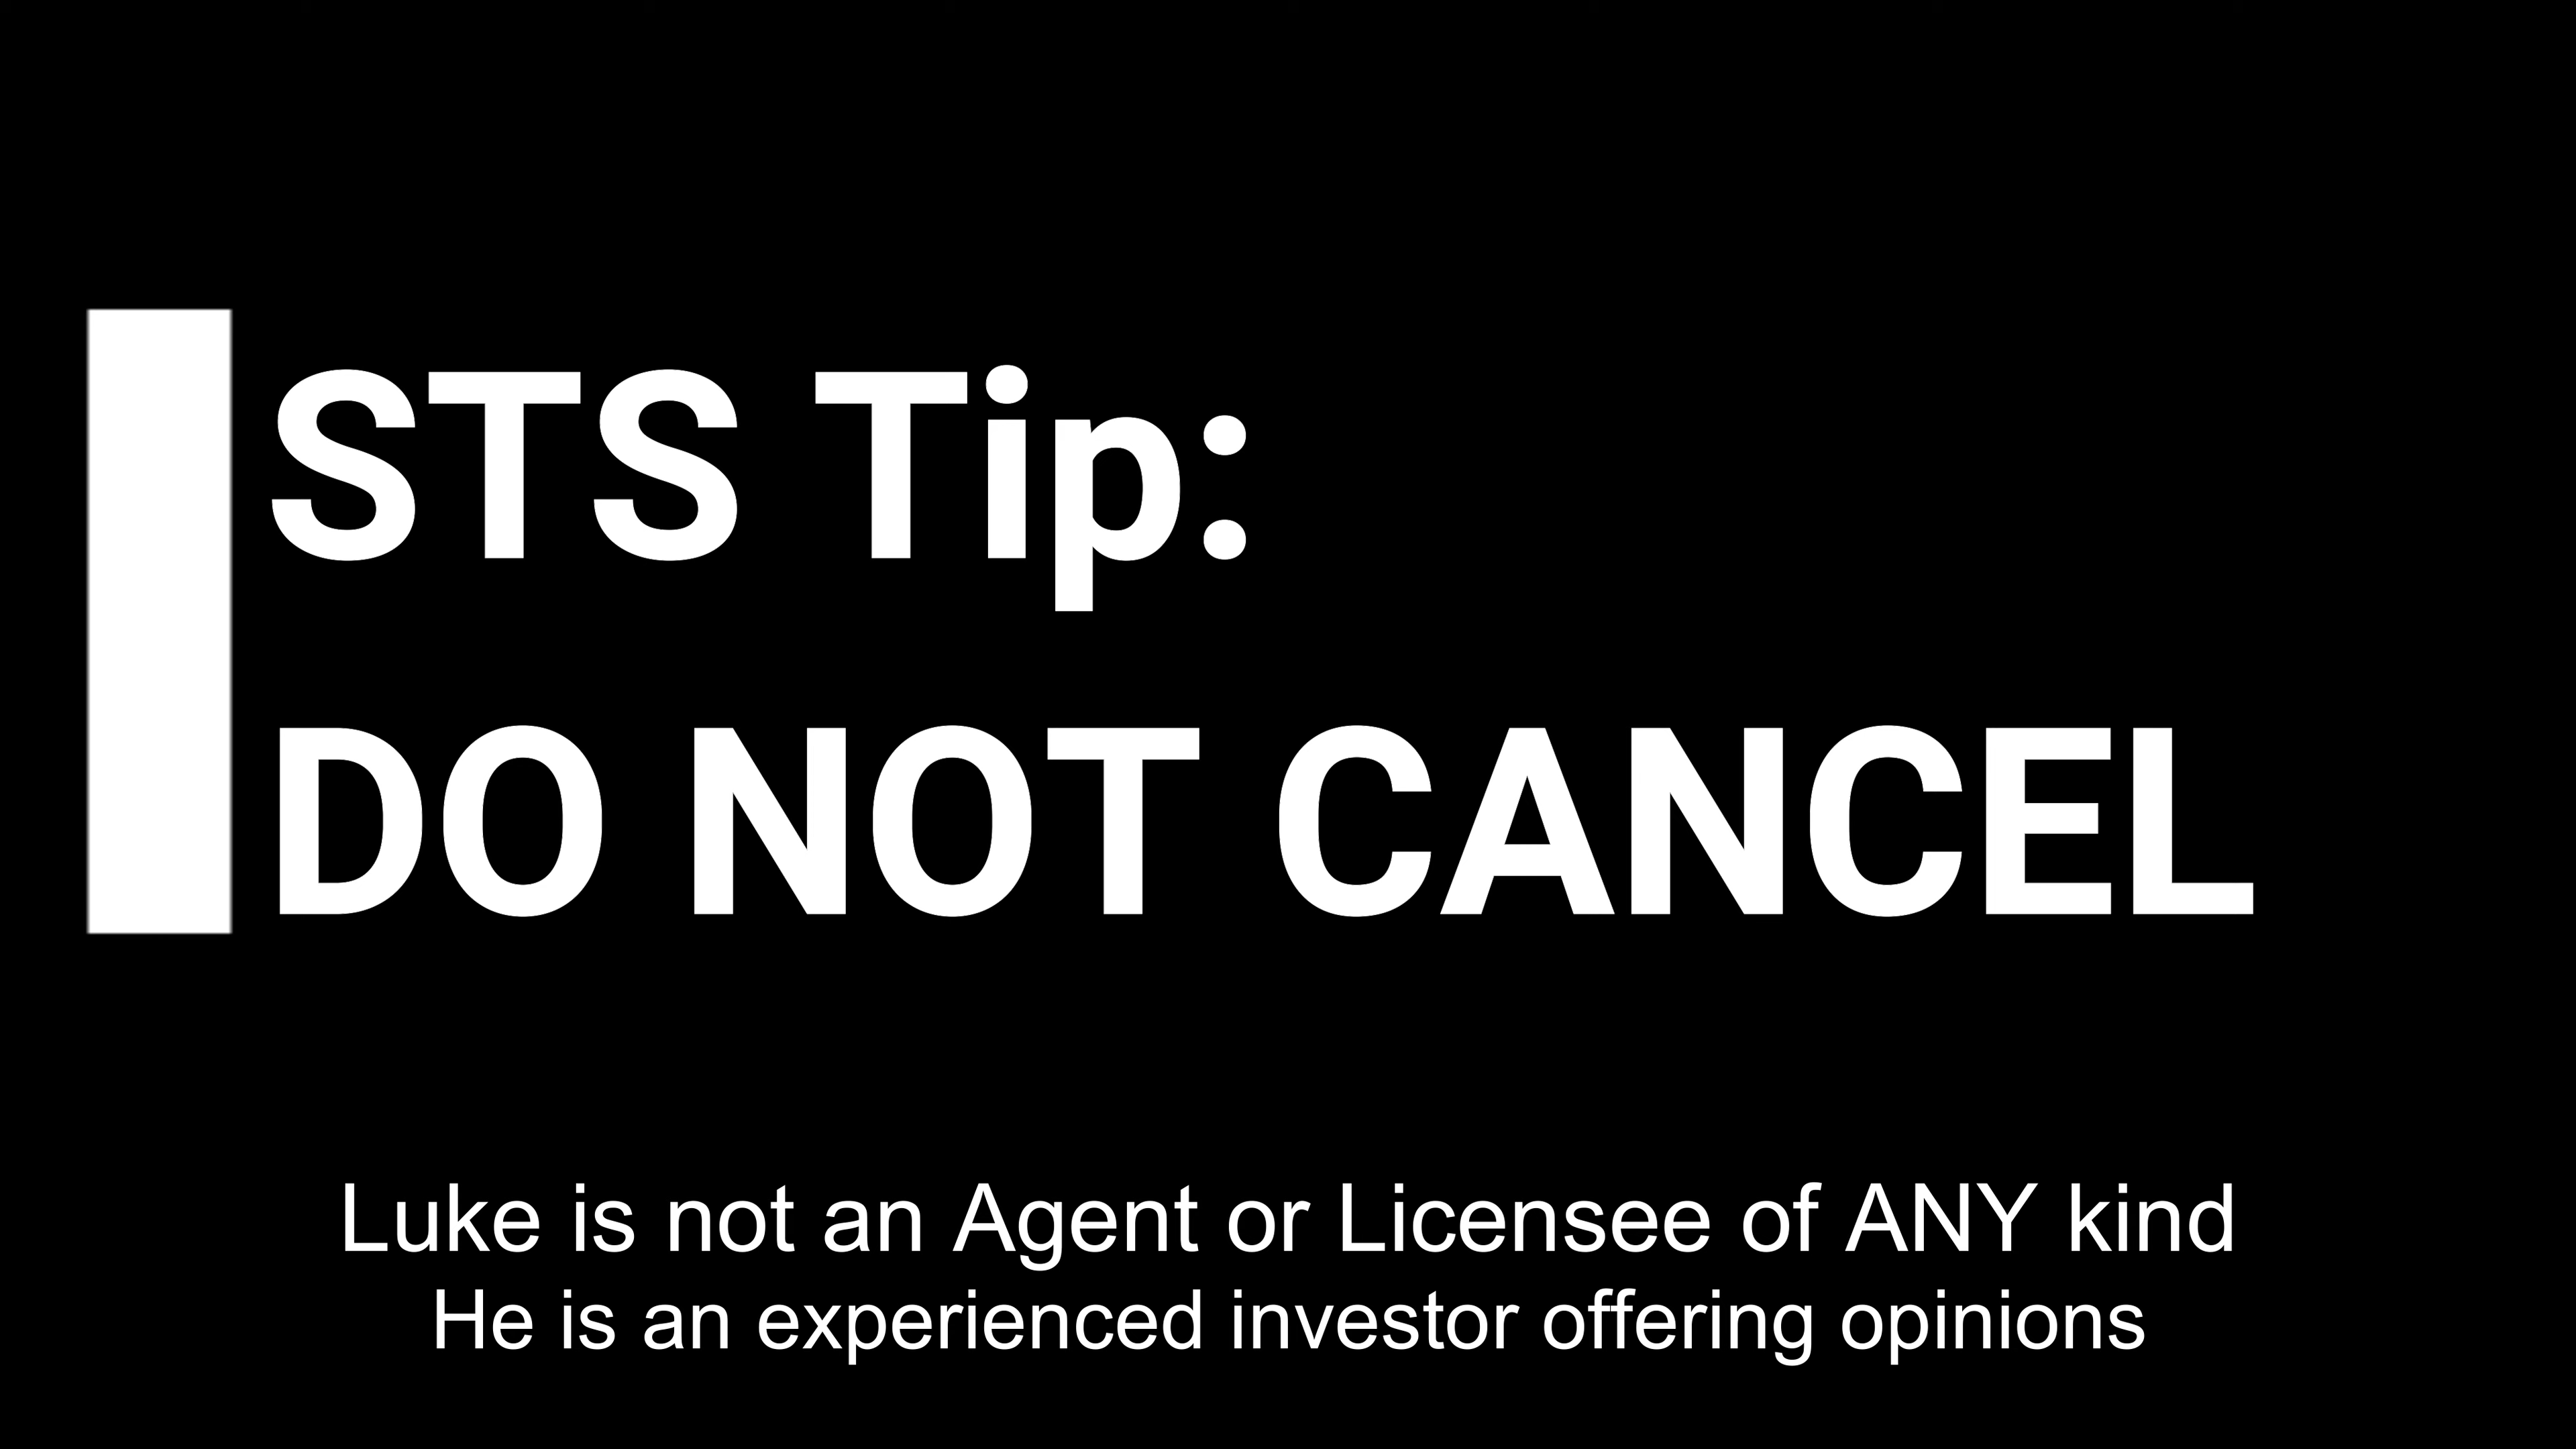 STS Tip:
DO NOT CANCEL
Luke is not an Agent or Licensee of ANY kind
He is an experienced investor offering opinions